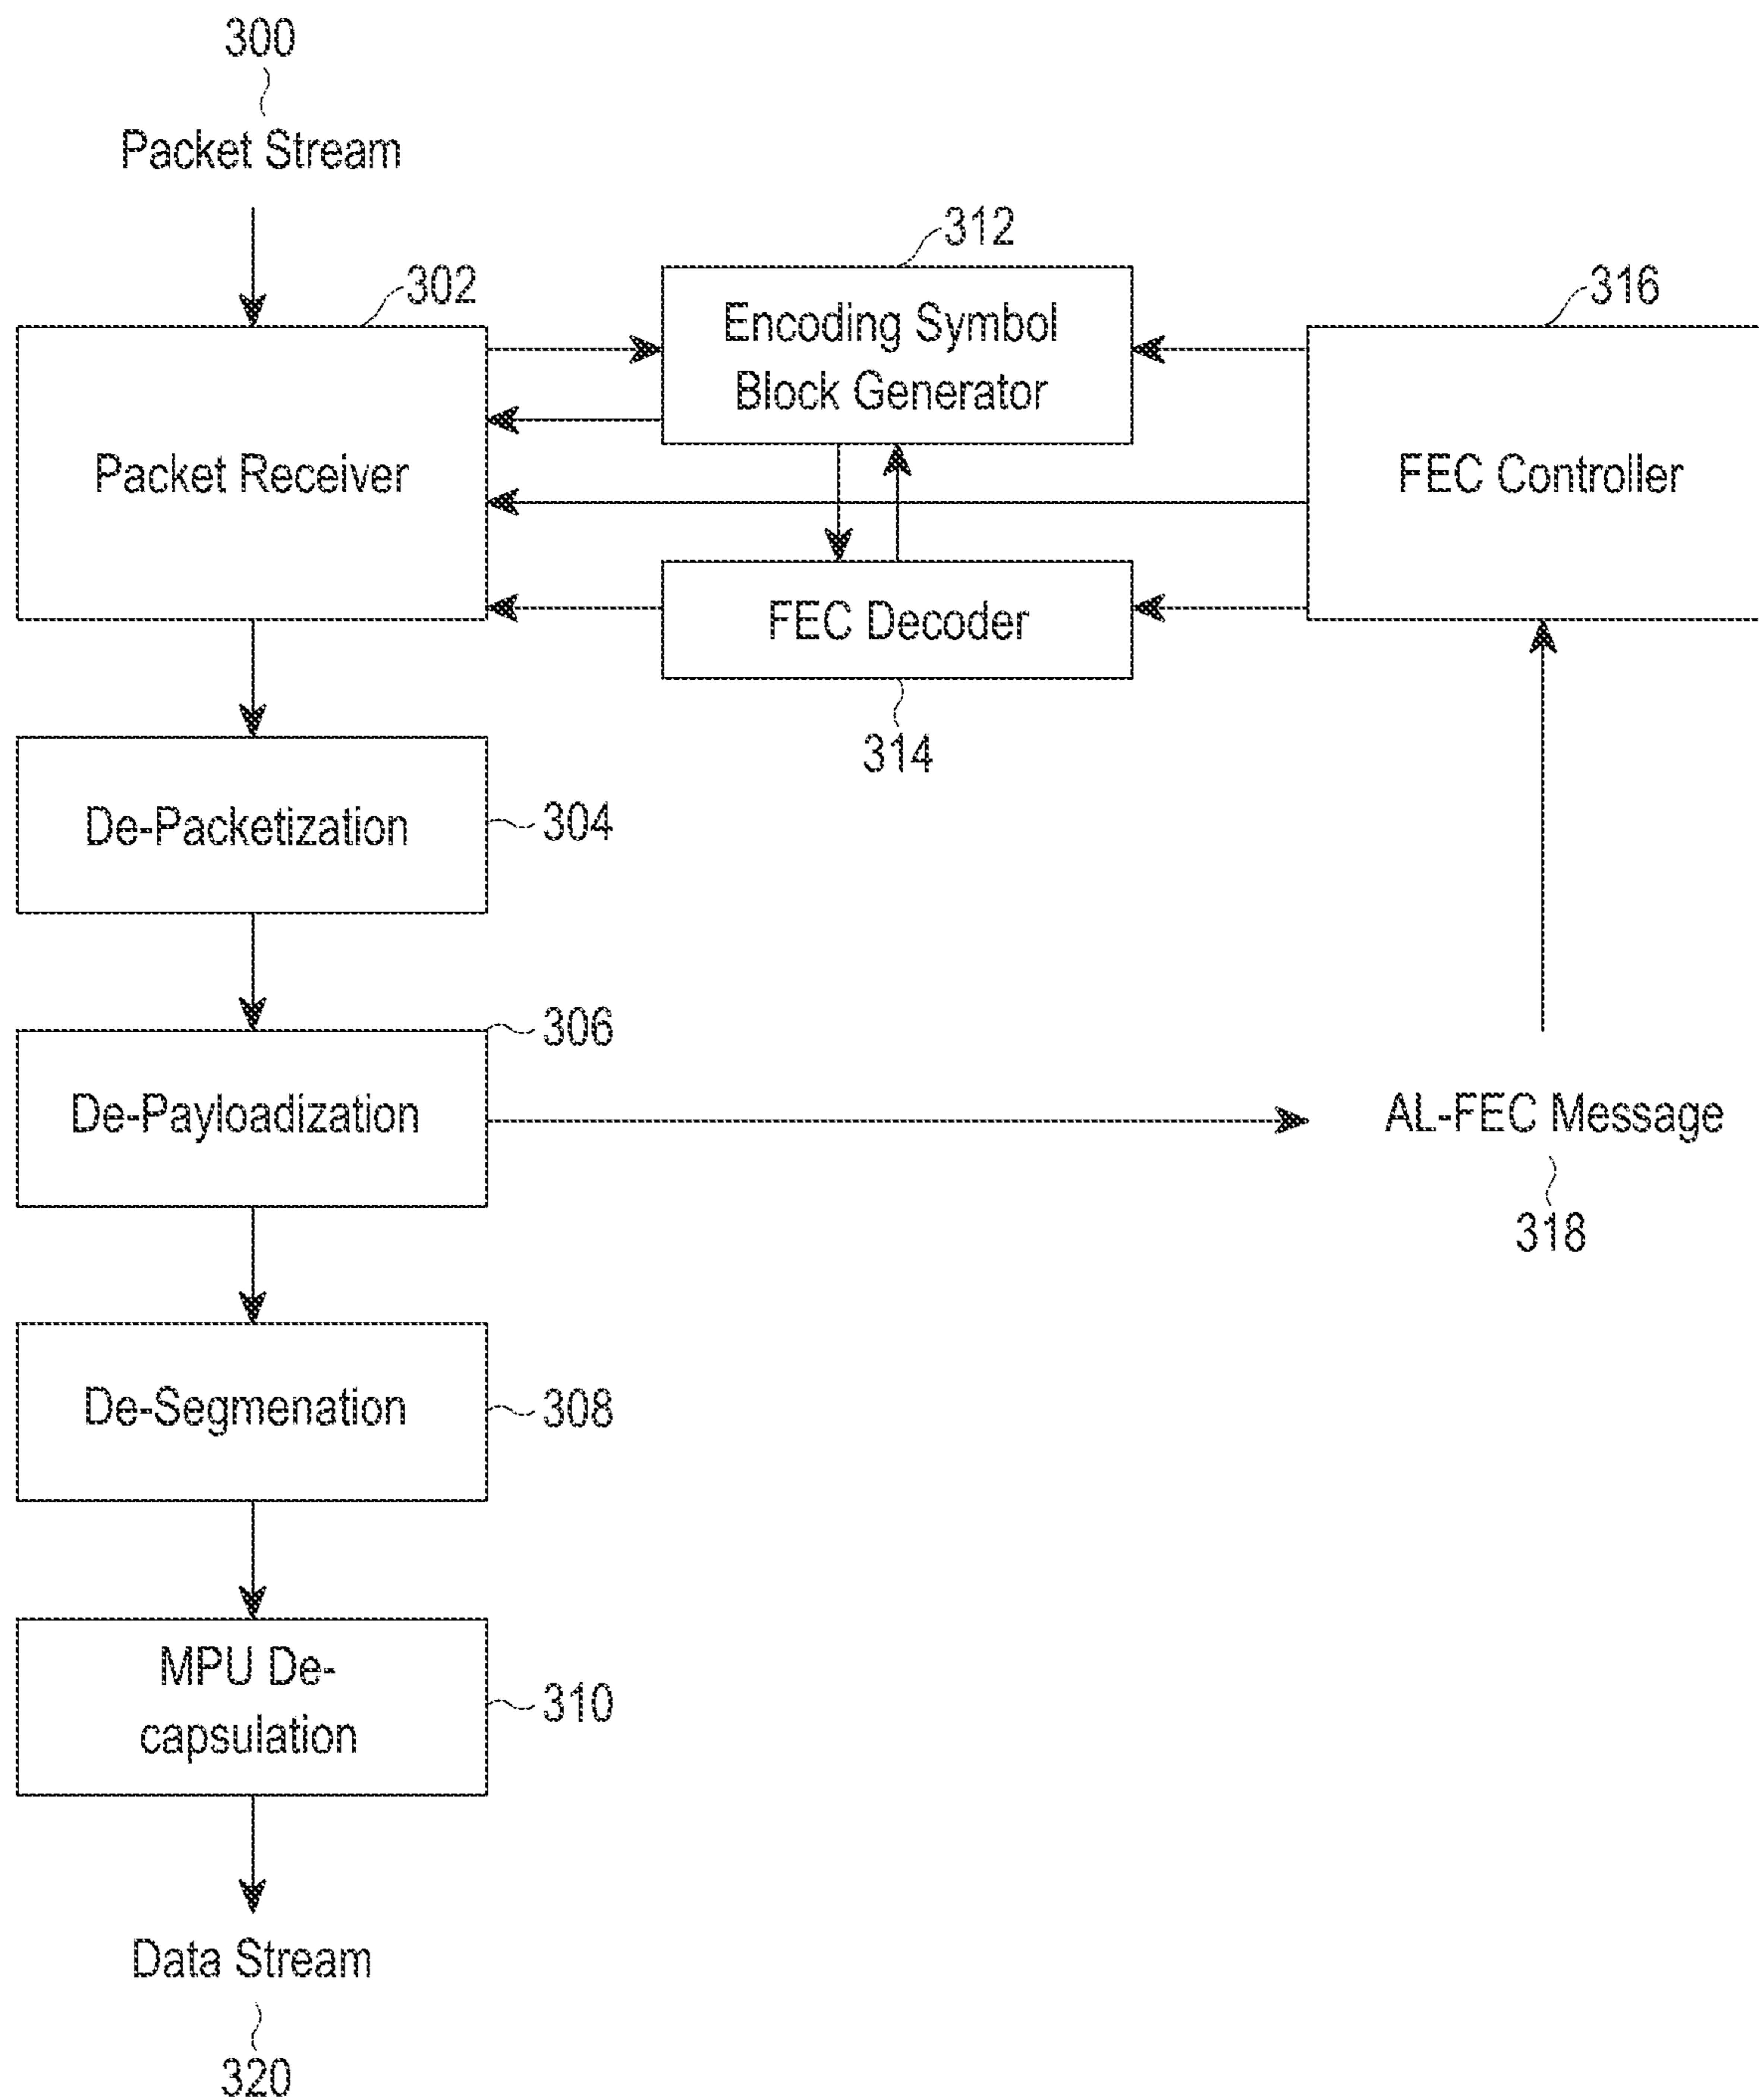 300
Packet Stream
302
Packet Receiver
312
Encoding Symbol
Block Generator
316
FEC Controller
FEC Decoder
314
De-Packetization
304
306
De-Payloadization
AL-FEC Message
318
De-Segmenation
308
MPU De-
capsulation
310
Data Stream
320